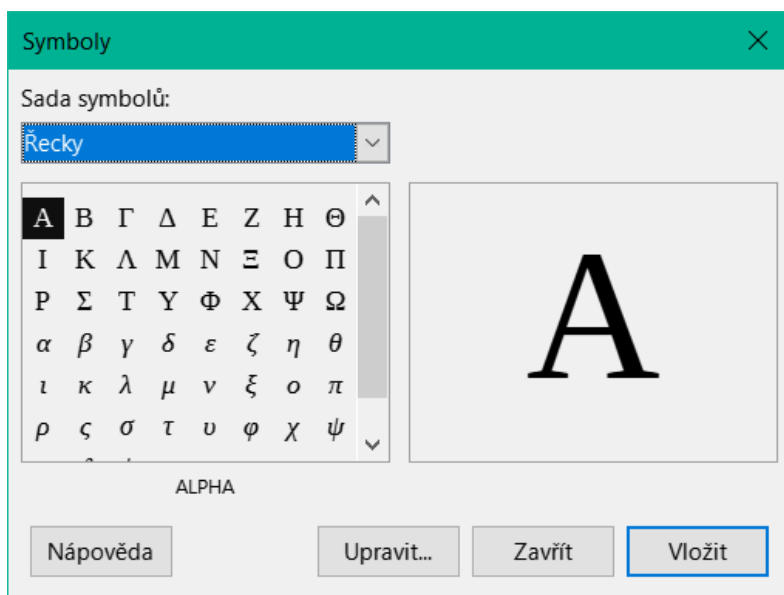 Symboly
Sada symbolů:
Řecky
Α Β Γ Δ Ε Ζ Η Θ
Ι Κ Λ Μ Ν Ξ Ο Π
Ρ Σ Τ Υ Φ Χ Ψ Ω
α β γ δ ε ζ η θ
ι κ λ μ ν ξ ο π
ρ ς σ τ υ φ χ ψ
Α
ALPHA
Nápověda Upravit... Zavřít Vložit